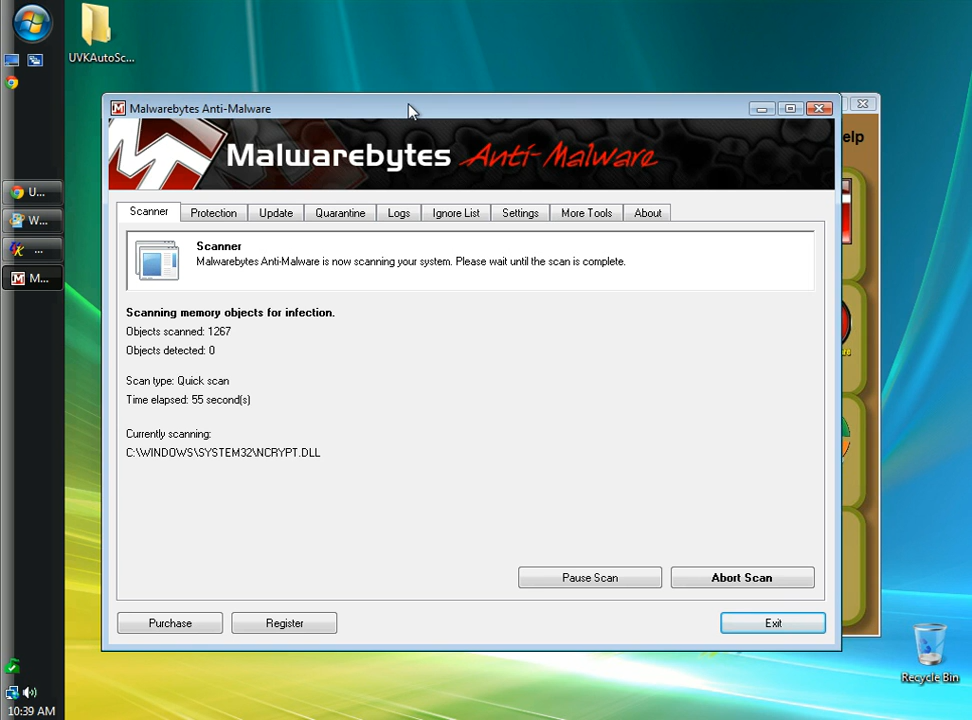 UVKAutoSc...
Malwarebytes Anti-Malware
elp
Malwarebytes Anti-Malware
U...
W...
...
M...
Scanner
Protection
Update
Quarantine
Logs
Ignore List
Settings
More Tools
About
Scanner
Malwarebytes Anti-Malware is now scanning your system. Please wait until the scan is complete.
Scanning memory objects for infection.
Objects scanned: 1267
Objects detected: 0
Scan type: Quick scan
Time elapsed: 55 second(s)
Currently scanning:
C:\WINDOWS\SYSTEM32\NCRYPT.DLL
Pause Scan
Abort Scan
Purchase
Register
Exit
Recycle Bin
10:39 AM